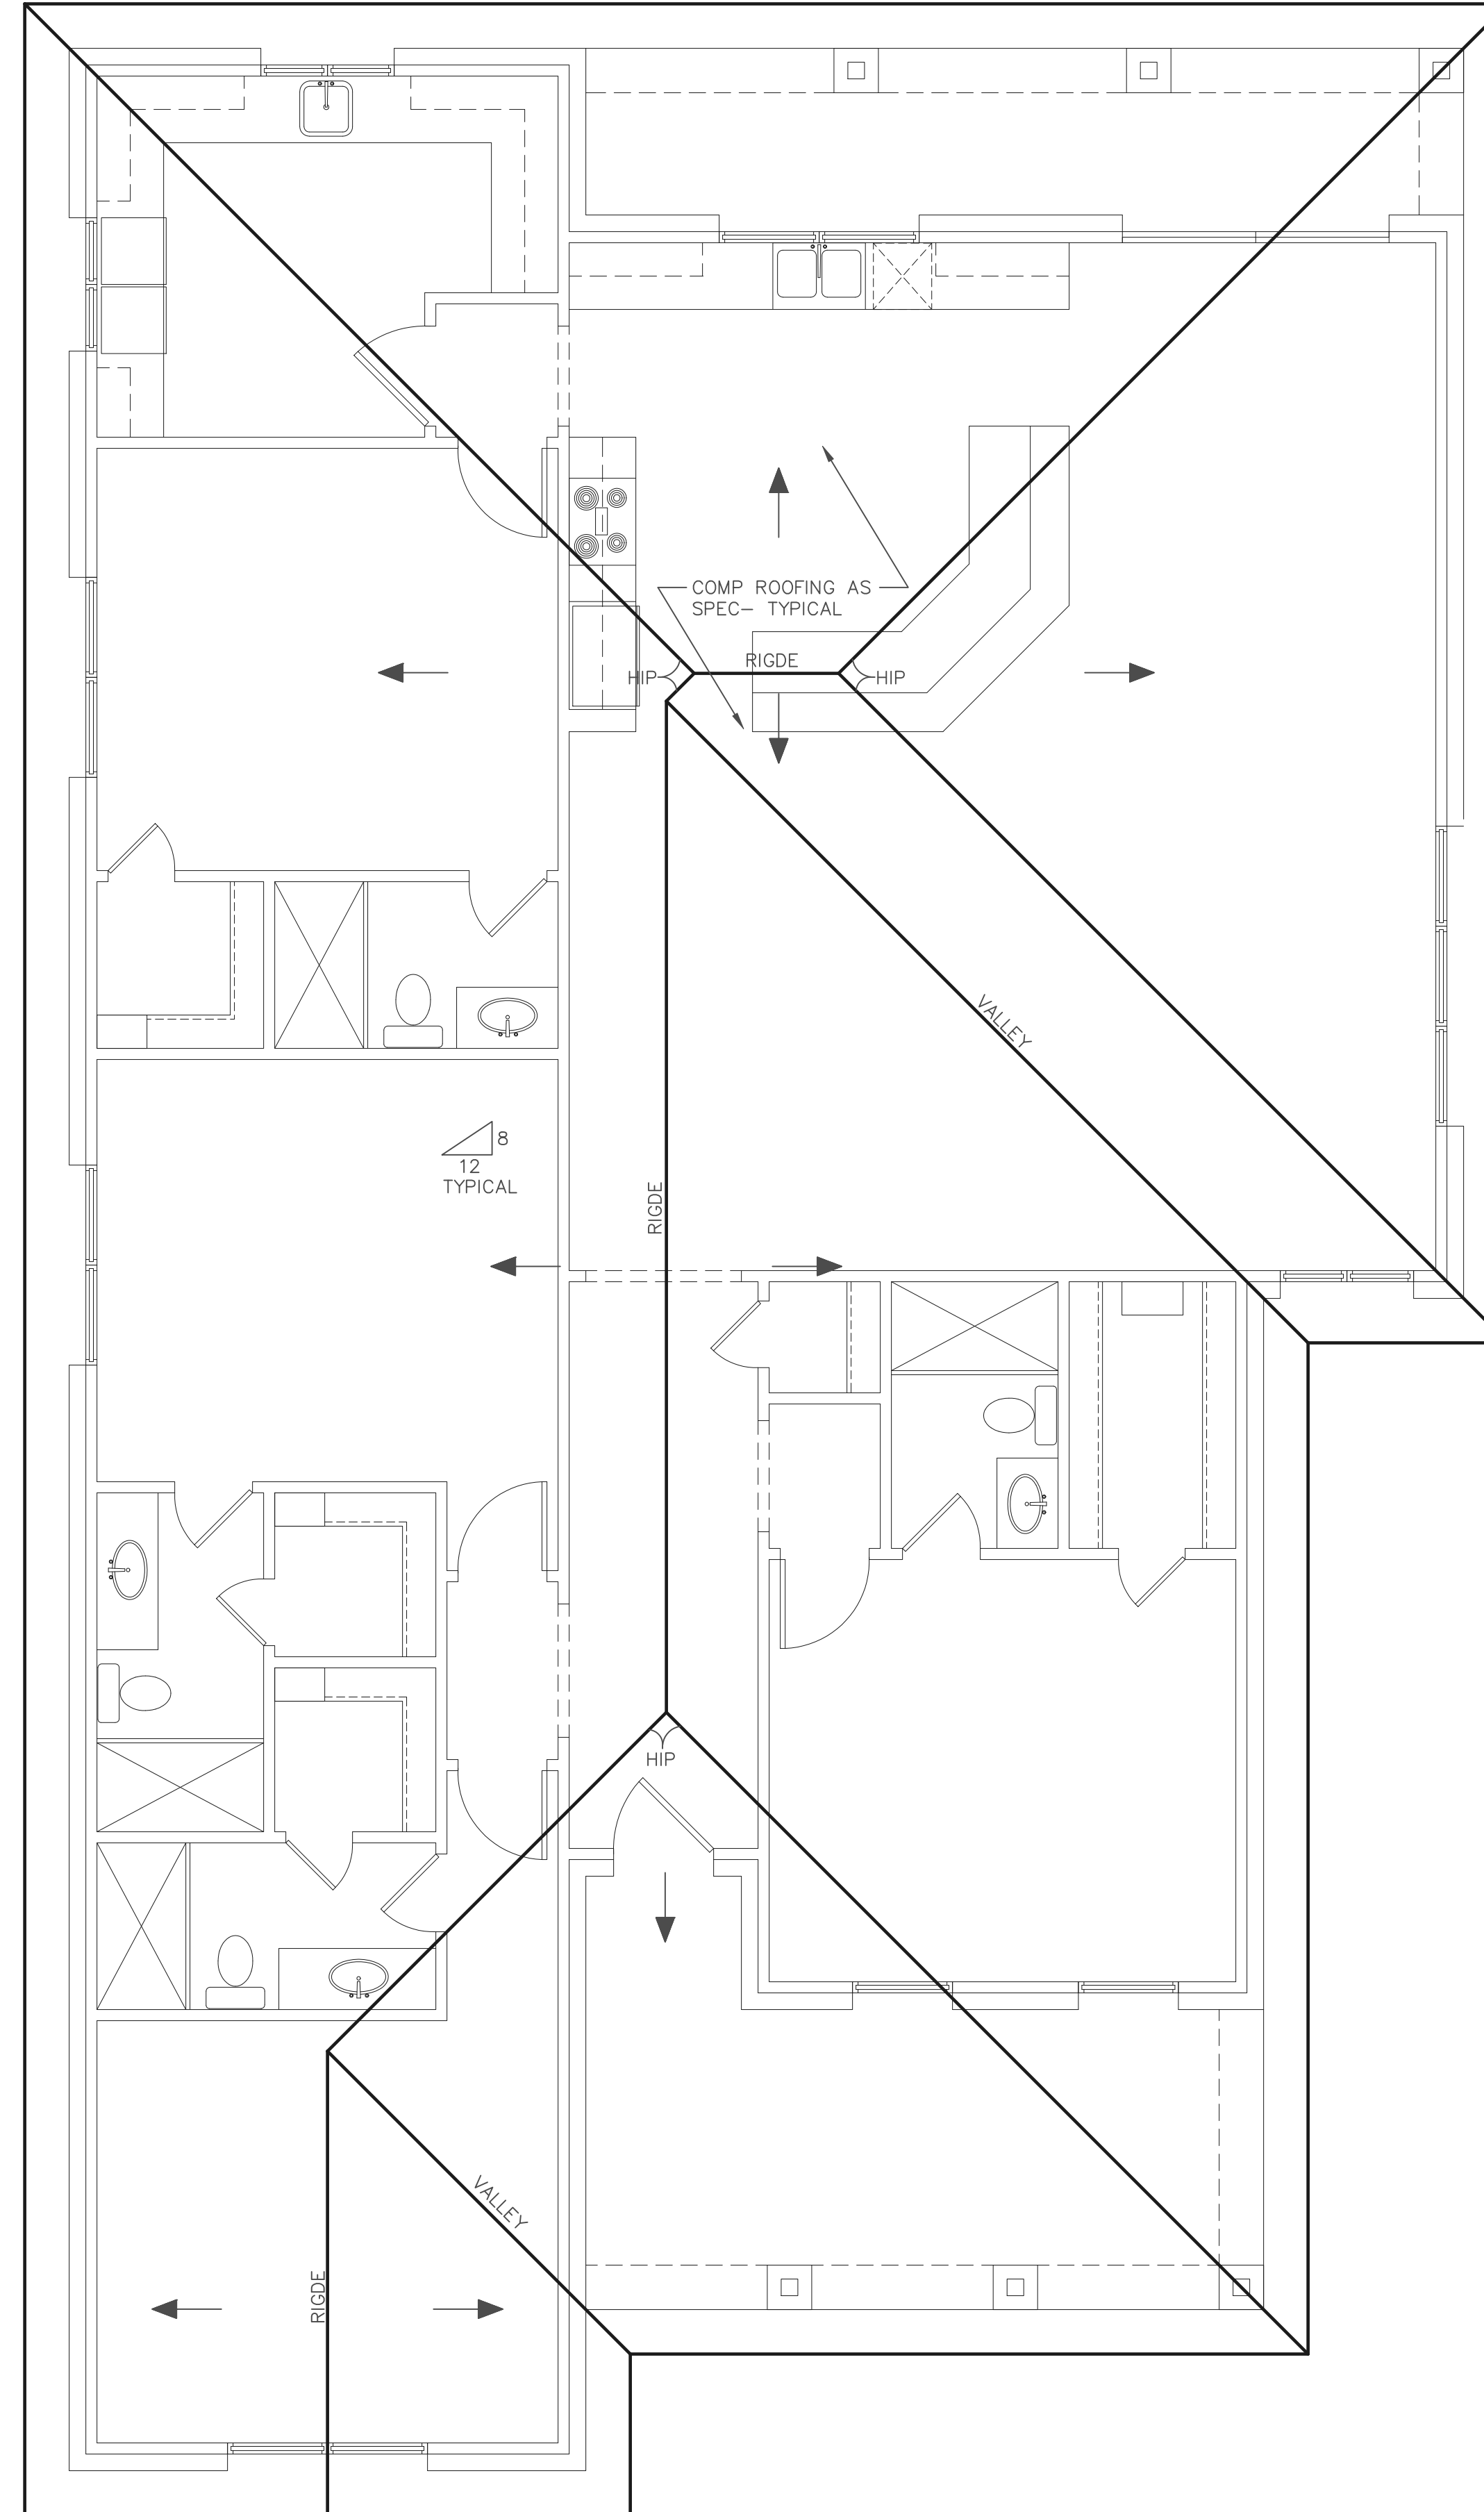 COMP ROOFING AS
SPEC- TYPICAL
RIGDE
HIP
HIP
VALLEY
8
12
TYPICAL
RIGDE
HIP
VALLEY
RIGDE